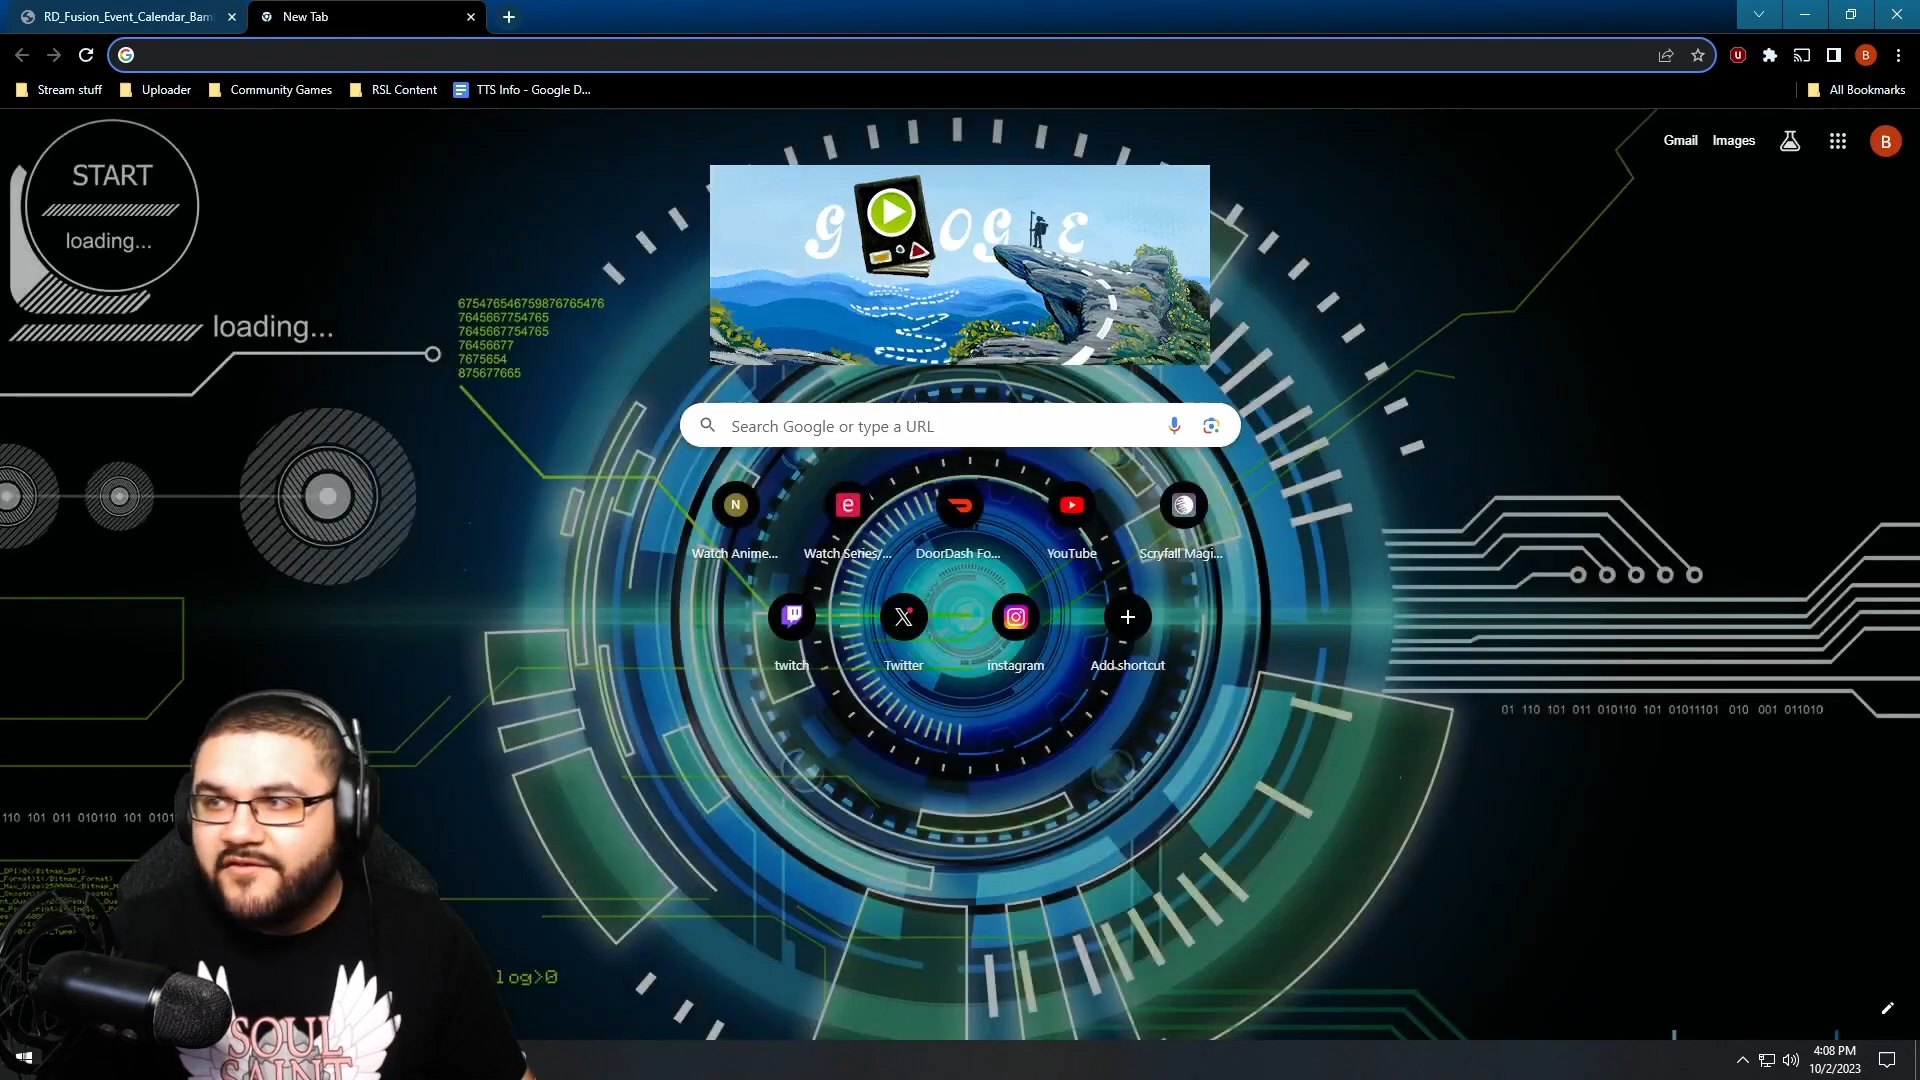 RD_Fusion_Event_Calendar_Bam
New Tab
Stream stuff
Uploader
Community Games
RSL Content
TTS Info - Google D...
All Bookmarks
Gmail
Images
B
START
loading...
loading...
675476546759876765476
7645667754765
7645667754765
76456677
7675654
875677665
G O G E
Search Google or type a URL
Watch Anime...
Watch Series/...
DoorDash Fo...
YouTube
Scryfall Magi...
twitch
Twitter
instagram
Add shortcut
01 110 101 011 010110 101 01011101 010 001 011010
110 101 011 010110 101 0101
log>0
SOUL
SAINT
4:08 PM
10/2/2023